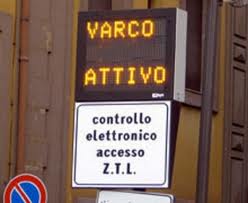 VARCO
ATTIVO
controllo
elettronico
accesso
Z.T.L.